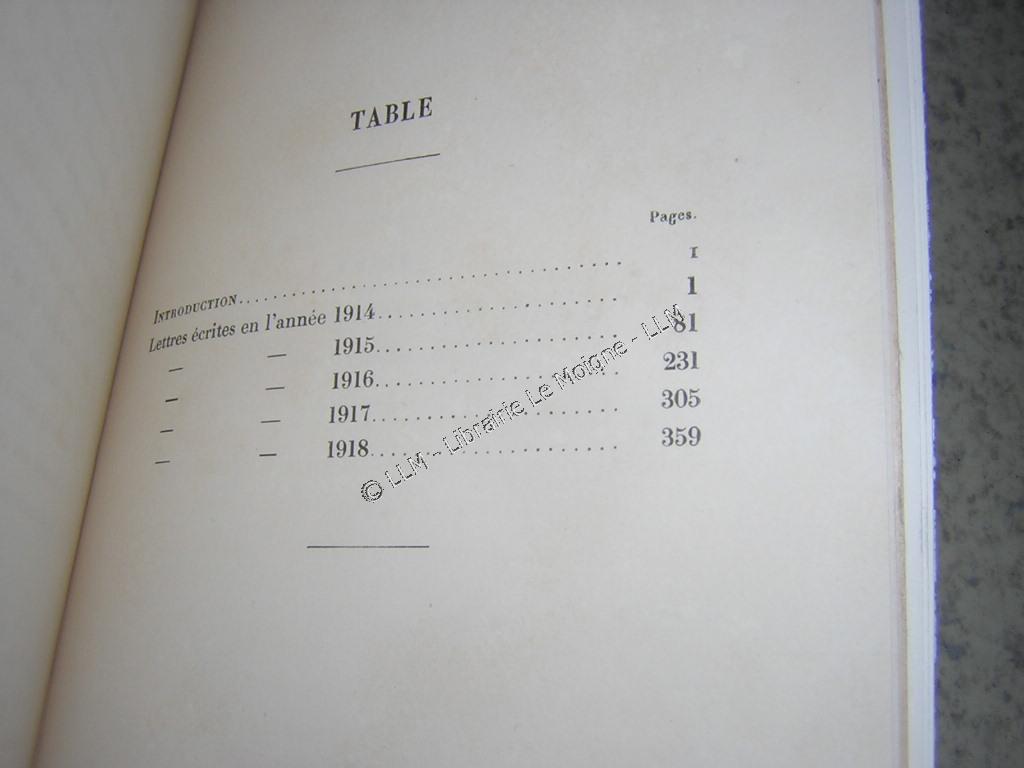 TABLE
Pages.
INTRODUCTION........................................ I
Lettres écrites en l'année 1914...................... 1
— — 1915...................... 81
— — 1916...................... 231
— — 1917...................... 305
— — 1918...................... 359
© LLM - Librairie Le Moigne - LLM